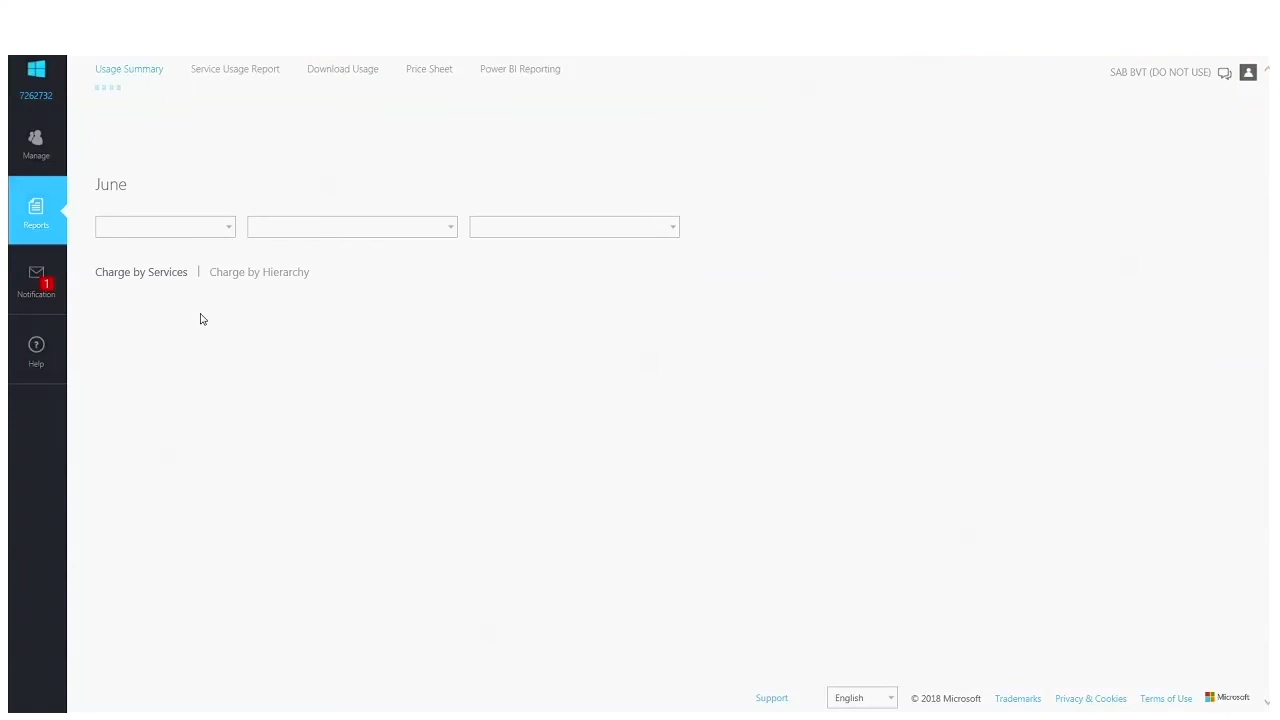 Usage Summary Service Usage Report Download Usage Price Sheet Power BI Reporting
SAB BVT (DO NOT USE)
7262732
Manage
Reports
1
Notification
?
Help
June
Charge by Services | Charge by Hierarchy
Support English © 2018 Microsoft Trademarks Privacy & Cookies Terms of Use Microsoft